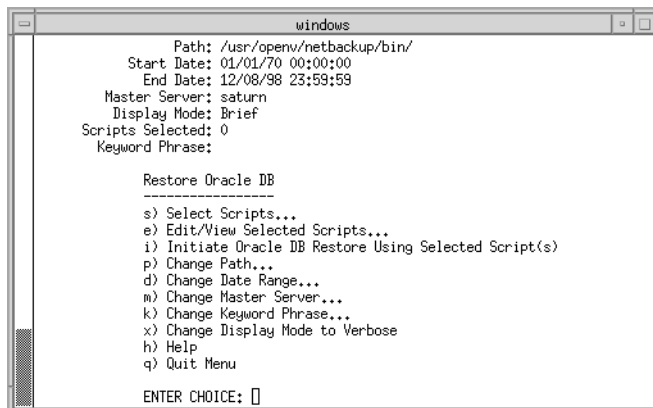 windows
Path: /usr/openv/netbackup/bin/
Start Date: 01/01/70 00:00:00
End Date: 12/08/98 23:59:59
Master Server: saturn
Display Mode: Brief
Scripts Selected: 0
Keyword Phrase:
Restore Oracle DB
-----------------
s) Select Scripts...
e) Edit/View Selected Scripts...
i) Initiate Oracle DB Restore Using Selected Script(s)
p) Change Path...
d) Change Date Range...
m) Change Master Server...
k) Change Keyword Phrase...
x) Change Display Mode to Verbose
h) Help
q) Quit Menu
ENTER CHOICE: